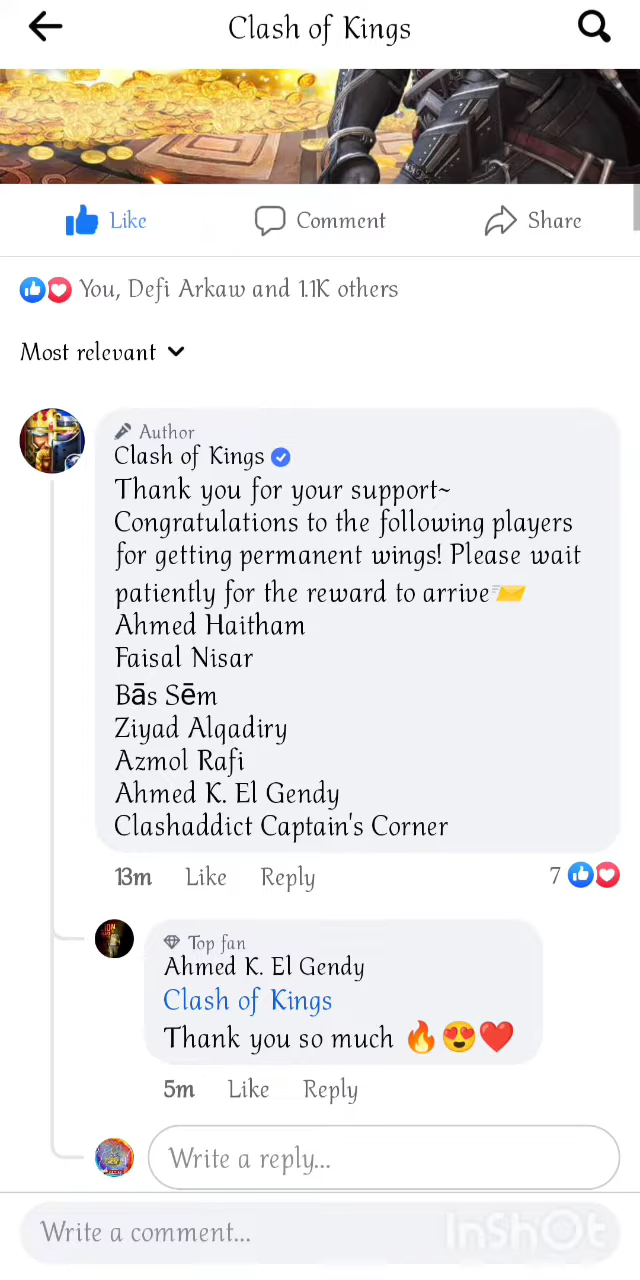 Clash of Kings
Like
Comment
Share
You, Defi Arkaw and 1.1K others
Most relevant
Author
Clash of Kings
Thank you for your support~
Congratulations to the following players
for getting permanent wings! Please wait
patiently for the reward to arrive
Ahmed Haitham
Faisal Nisar
Bās Sēm
Ziyad Alqadiry
Azmol Rafi
Ahmed K. El Gendy
Clashaddict Captain's Corner
13m Like Reply 7
Top fan
Ahmed K. El Gendy
Clash of Kings
Thank you so much 🔥😍❤️
5m Like Reply
Write a reply...
Write a comment...
InShOt